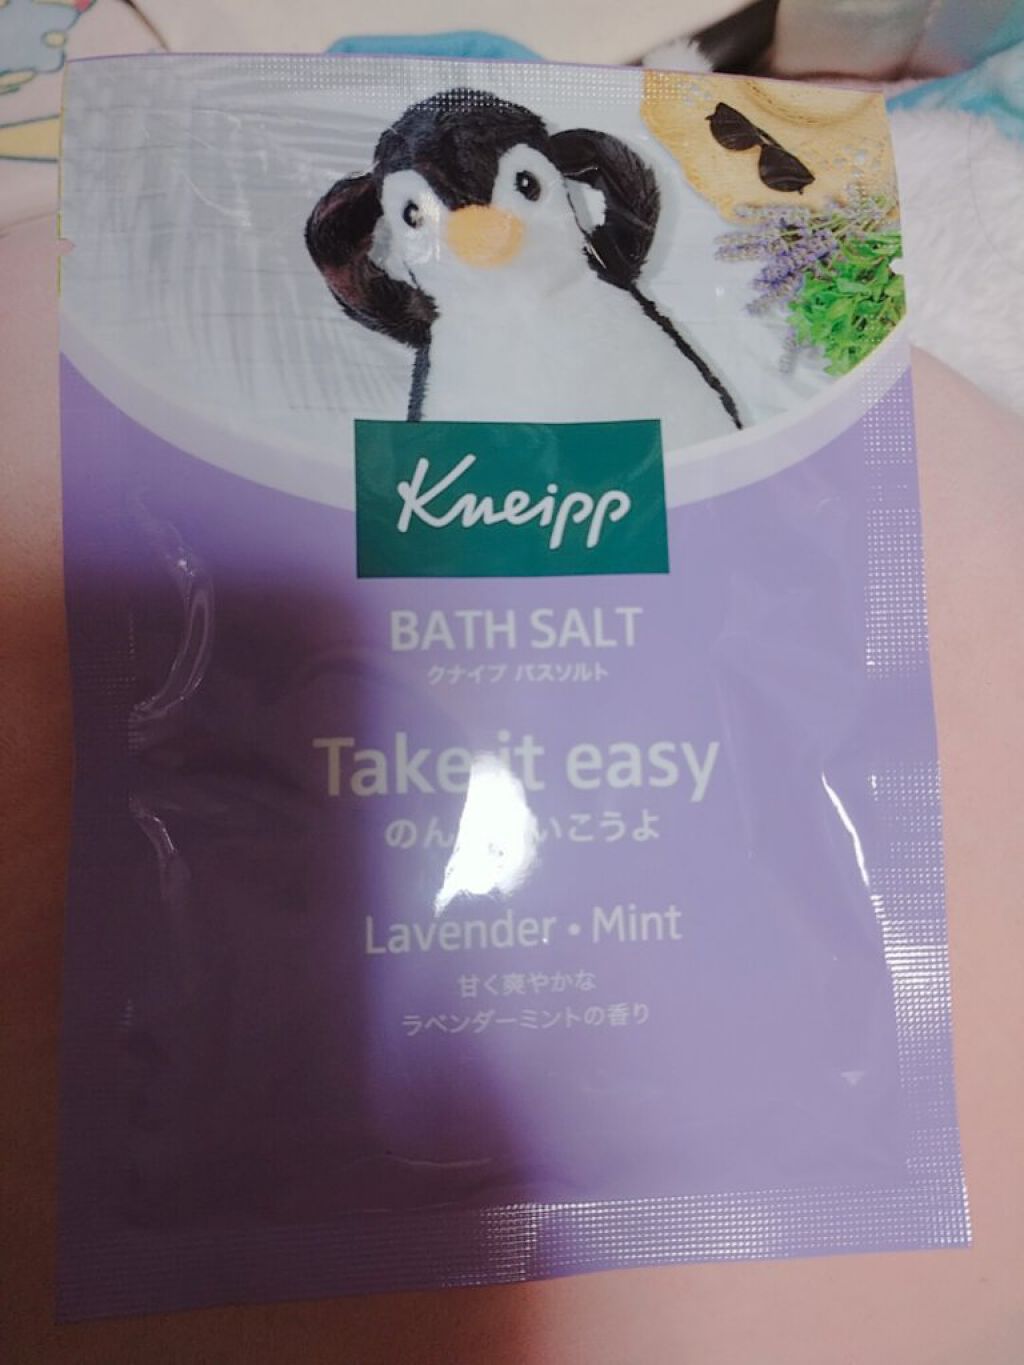 Kneipp
BATH SALT
クナイプ バスソルト
Take it easy
のん いこうよ
Lavender・Mint
甘く爽やかな
ラベンダーミントの香り